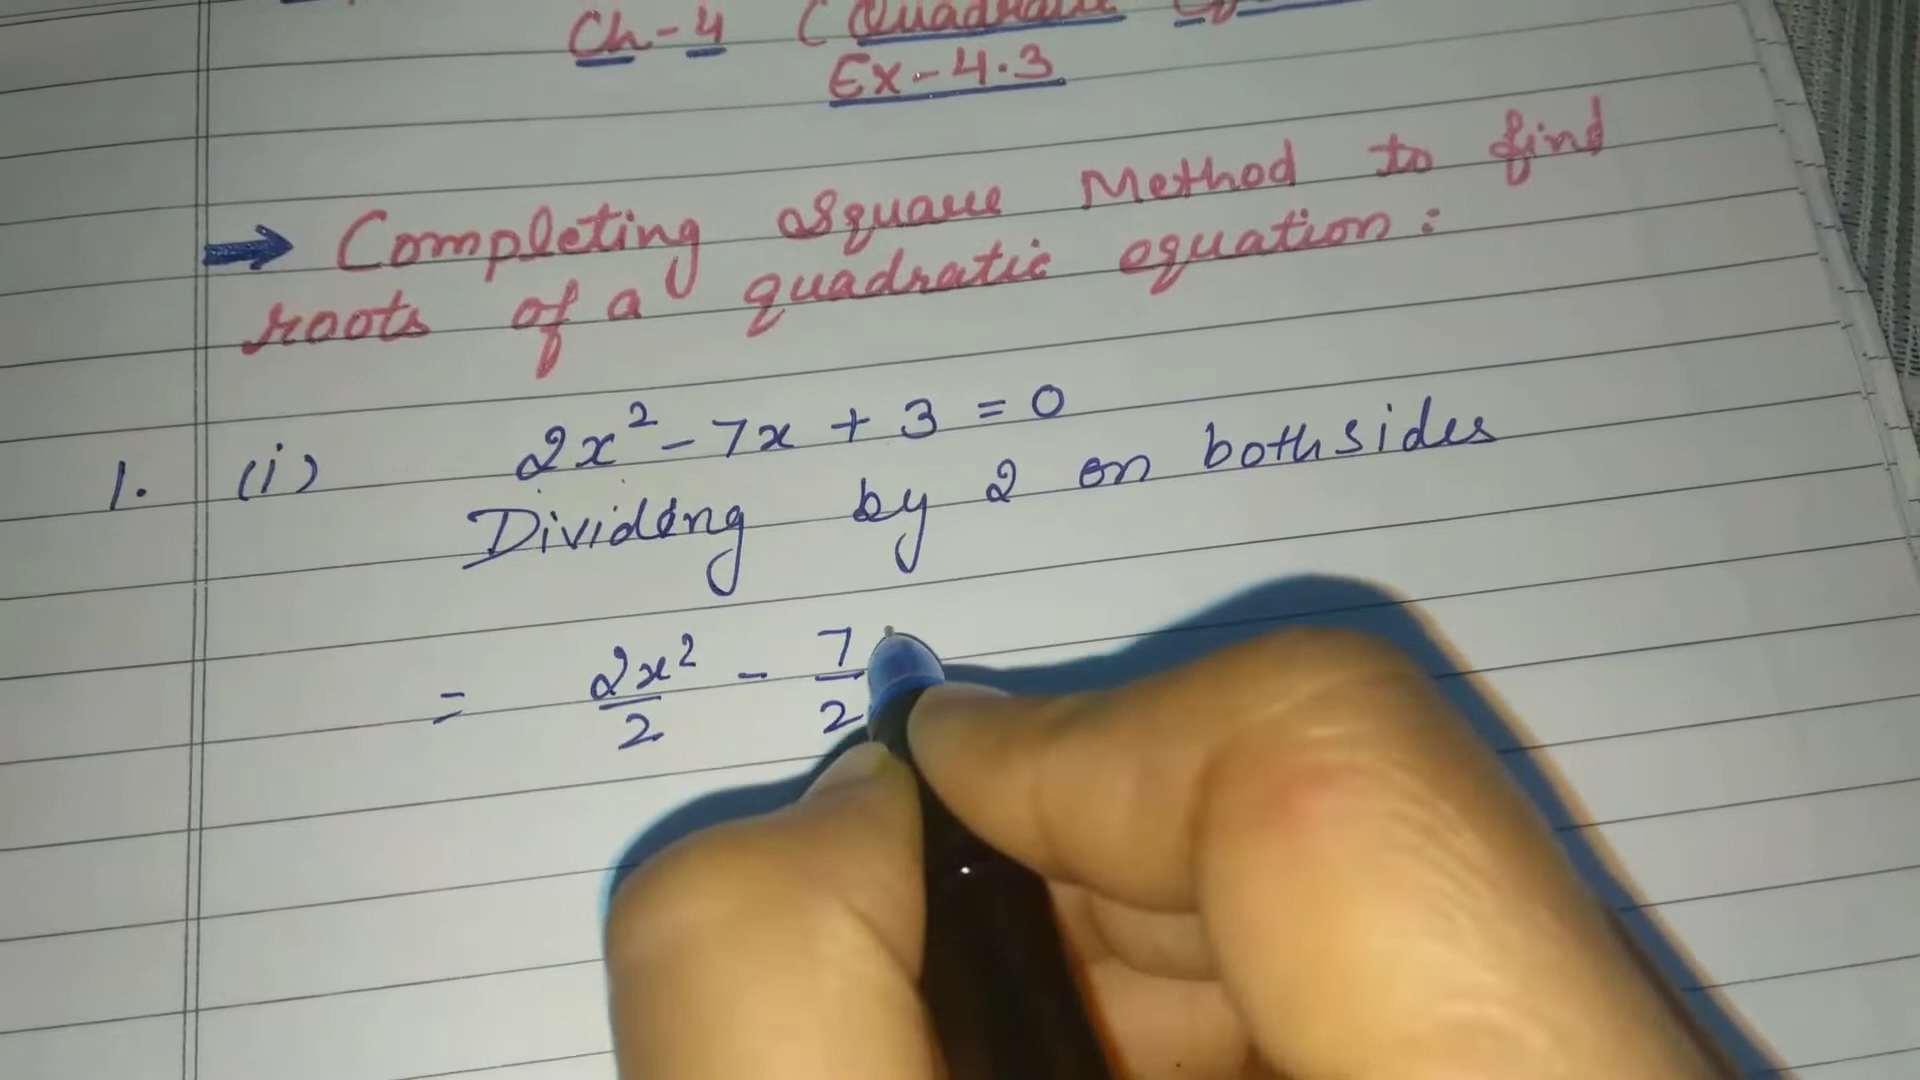 Ch-4 (Quadratic
Ex-4.3
→ Completing square Method to find
roots of a quadratic equation:
1. (i) 2x² - 7x + 3 = 0
Dividing by 2 on both sides
= 2x²/2 - 7/2